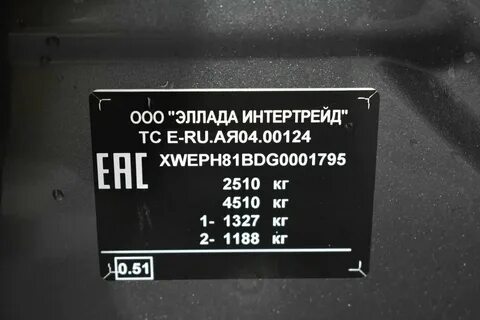 ООО "ЭЛЛАДА ИНТЕРТРЕЙД"
ТС E-RU.АЯ04.00124
EAC XWEPH81BDG0001795
2510 кг
4510 кг
1- 1327 кг
2- 1188 кг
0.51